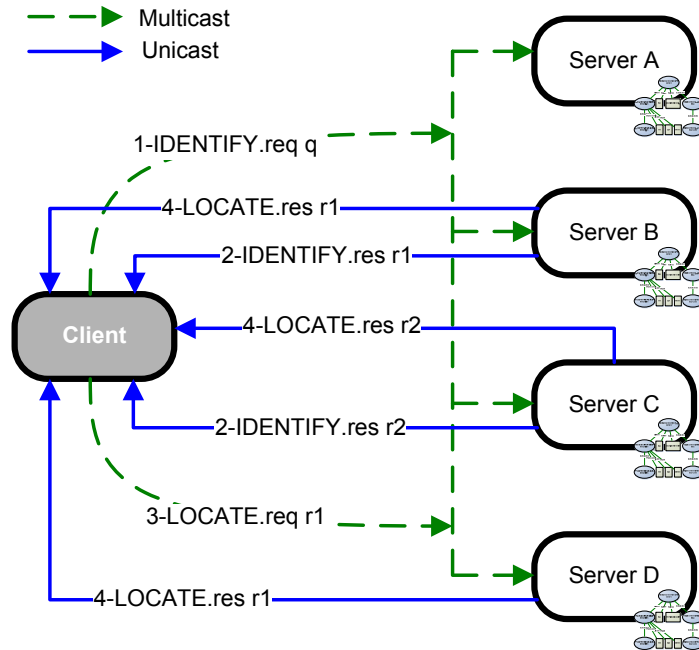 Multicast
Unicast
Server A
1-IDENTIFY.req q
4-LOCATE.res r1
Server B
2-IDENTIFY.res r1
4-LOCATE.res r2
Client
Server C
2-IDENTIFY.res r2
3-LOCATE.req r1
Server D
4-LOCATE.res r1